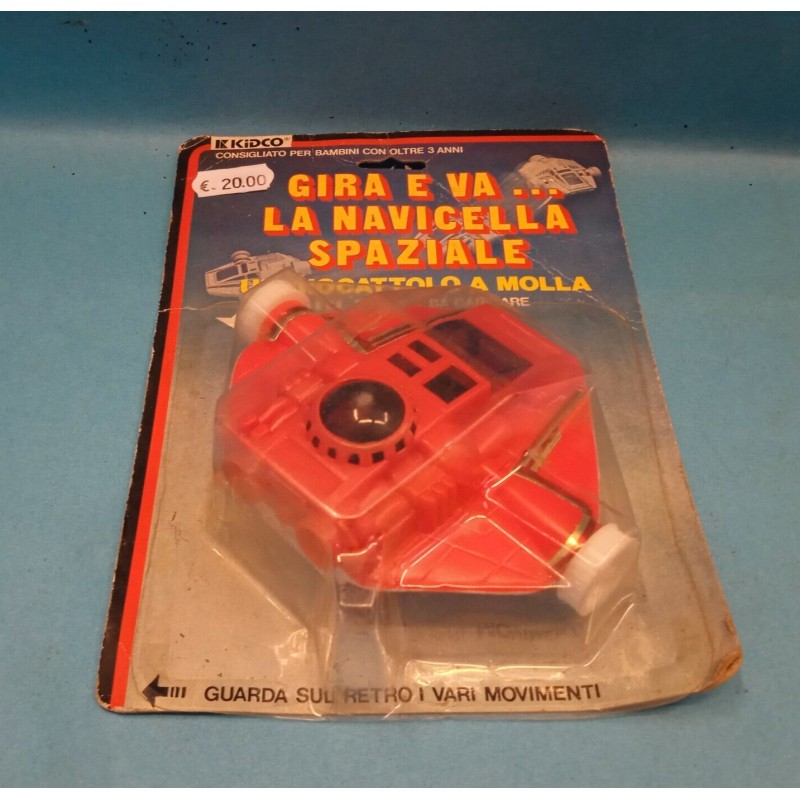 KiDCO®
CONSIGLIATO PER BAMBINI CON OLTRE 3 ANNI
€. 20.00
GIRA E VA ...
LA NAVICELLA
SPAZIALE
A MOLLA
GUARDA SUL RETRO I VARI MOVIMENTI